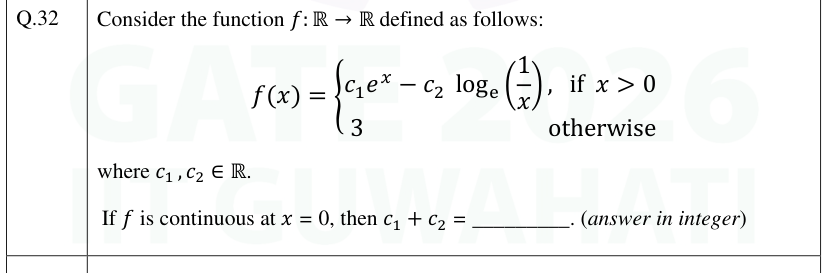 Q.32
Consider the function f: ℝ → ℝ defined as follows:
f(x) = { c₁eˣ − c₂ logₑ (1/x), if x > 0
3 otherwise
where c₁, c₂ ∈ ℝ.
If f is continuous at x = 0, then c₁ + c₂ = __________. (answer in integer)
GATE 2026
IIT GUWAHATI